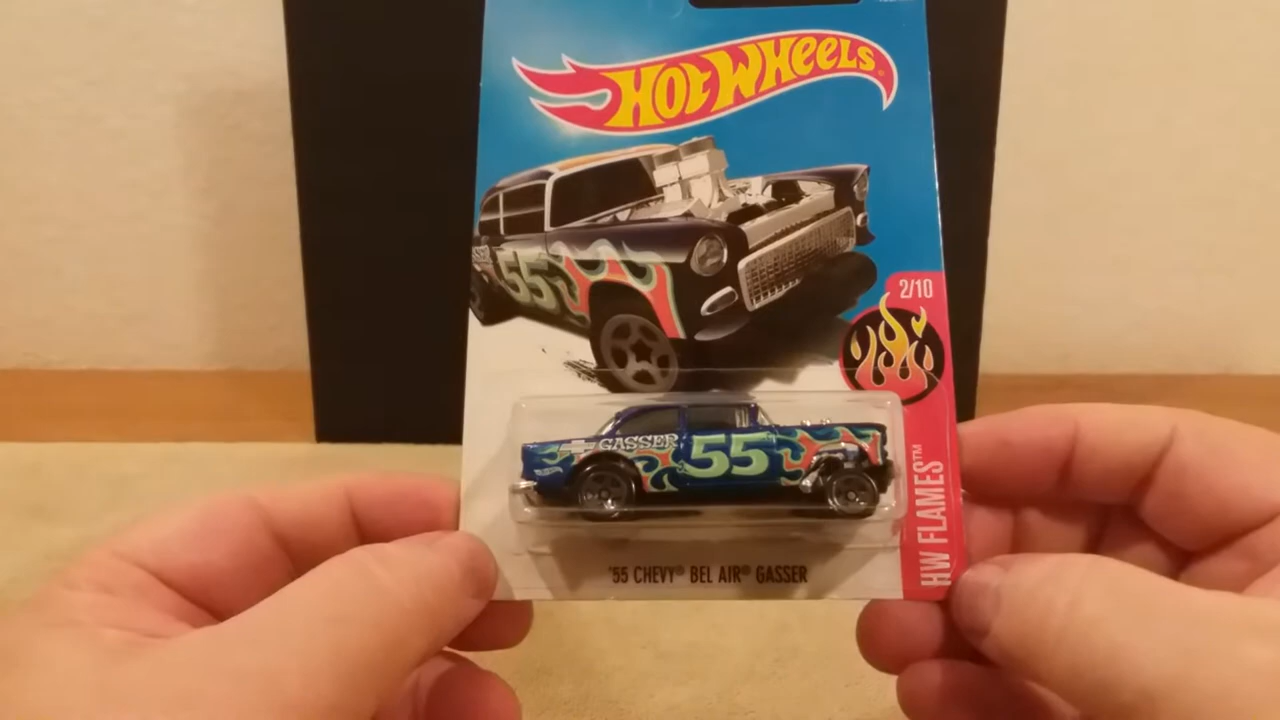 HOT WHEELS
55
2/10
GASSER
55
HW FLAMES™
'55 CHEVY® BEL AIR® GASSER